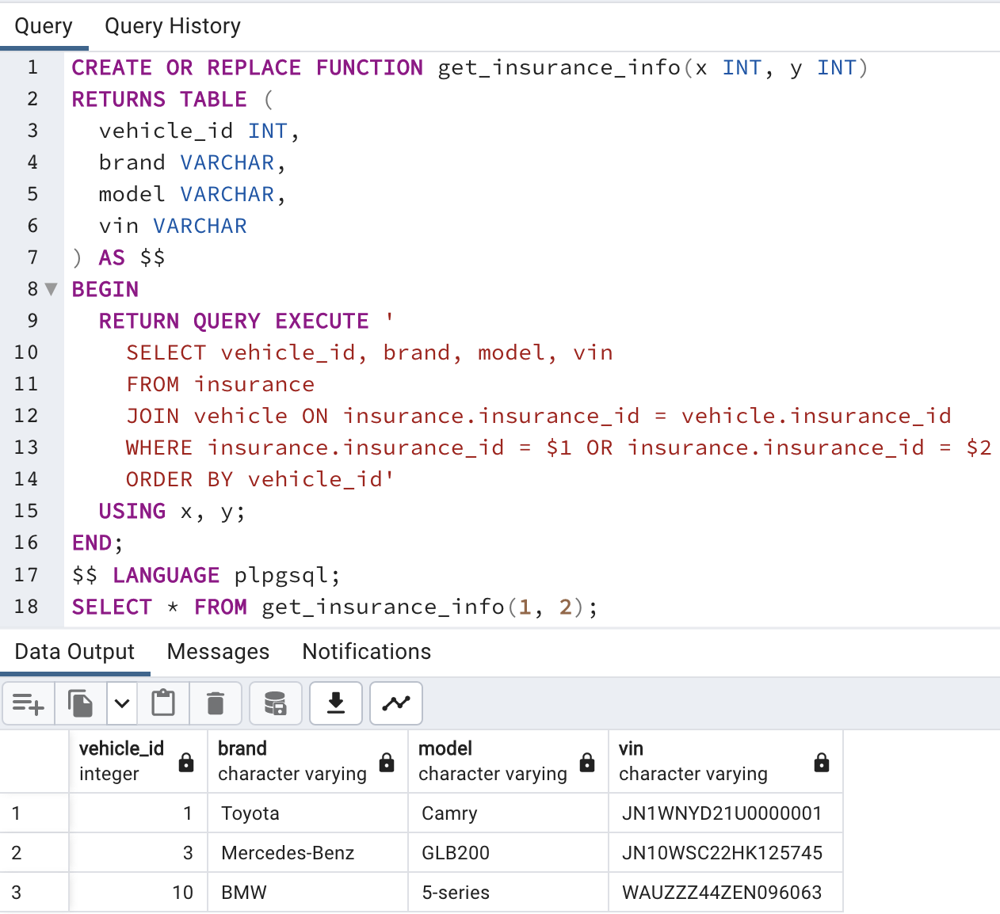 Query Query History
1 CREATE OR REPLACE FUNCTION get_insurance_info(x INT, y INT)
2 RETURNS TABLE (
3   vehicle_id INT,
4   brand VARCHAR,
5   model VARCHAR,
6   vin VARCHAR
7 ) AS $$
8 BEGIN
9   RETURN QUERY EXECUTE '
10     SELECT vehicle_id, brand, model, vin
11     FROM insurance
12     JOIN vehicle ON insurance.insurance_id = vehicle.insurance_id
13     WHERE insurance.insurance_id = $1 OR insurance.insurance_id = $2
14     ORDER BY vehicle_id'
15   USING x, y;
16 END;
17 $$ LANGUAGE plpgsql;
18 SELECT * FROM get_insurance_info(1, 2);
Data Output Messages Notifications
vehicle_id brand model vin
integer character varying character varying character varying
1 1 Toyota Camry JN1WNYD21U0000001
2 3 Mercedes-Benz GLB200 JN10WSC22HK125745
3 10 BMW 5-series WAUZZZ44ZEN096063